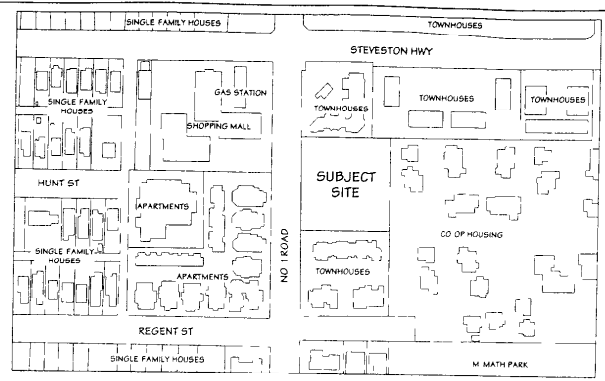 SINGLE FAMILY HOUSES
TOWNHOUSES
STEVESTON HWY
GAS STATION
SINGLE FAMILY
HOUSES
TOWNHOUSES
TOWNHOUSES
TOWNHOUSES
SHOPPING MALL
HUNT ST
SUBJECT
SITE
APARTMENTS
NO 1 ROAD
CO OP HOUSING
SINGLE FAMILY
HOUSES
APARTMENTS
TOWNHOUSES
REGENT ST
SINGLE FAMILY HOUSES
M MATH PARK